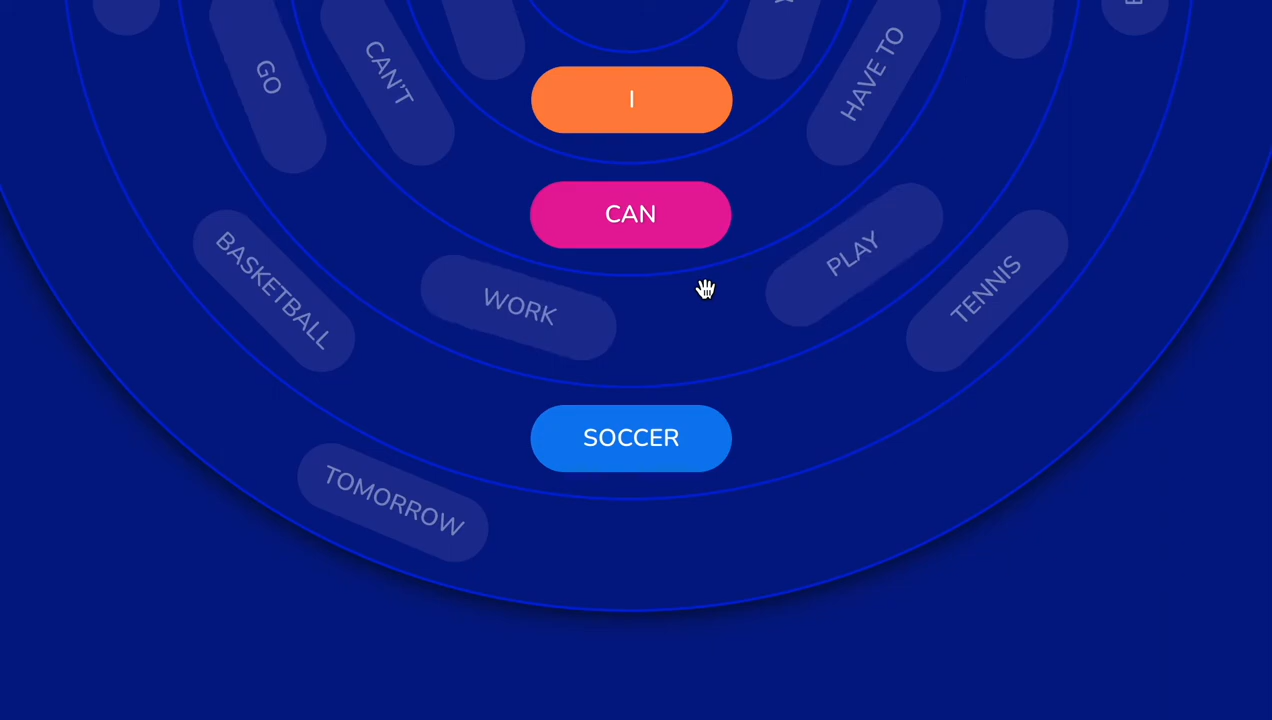 GO
CAN'T
I
HAVE TO
CAN
BASKETBALL
WORK
PLAY
TENNIS
SOCCER
TOMORROW